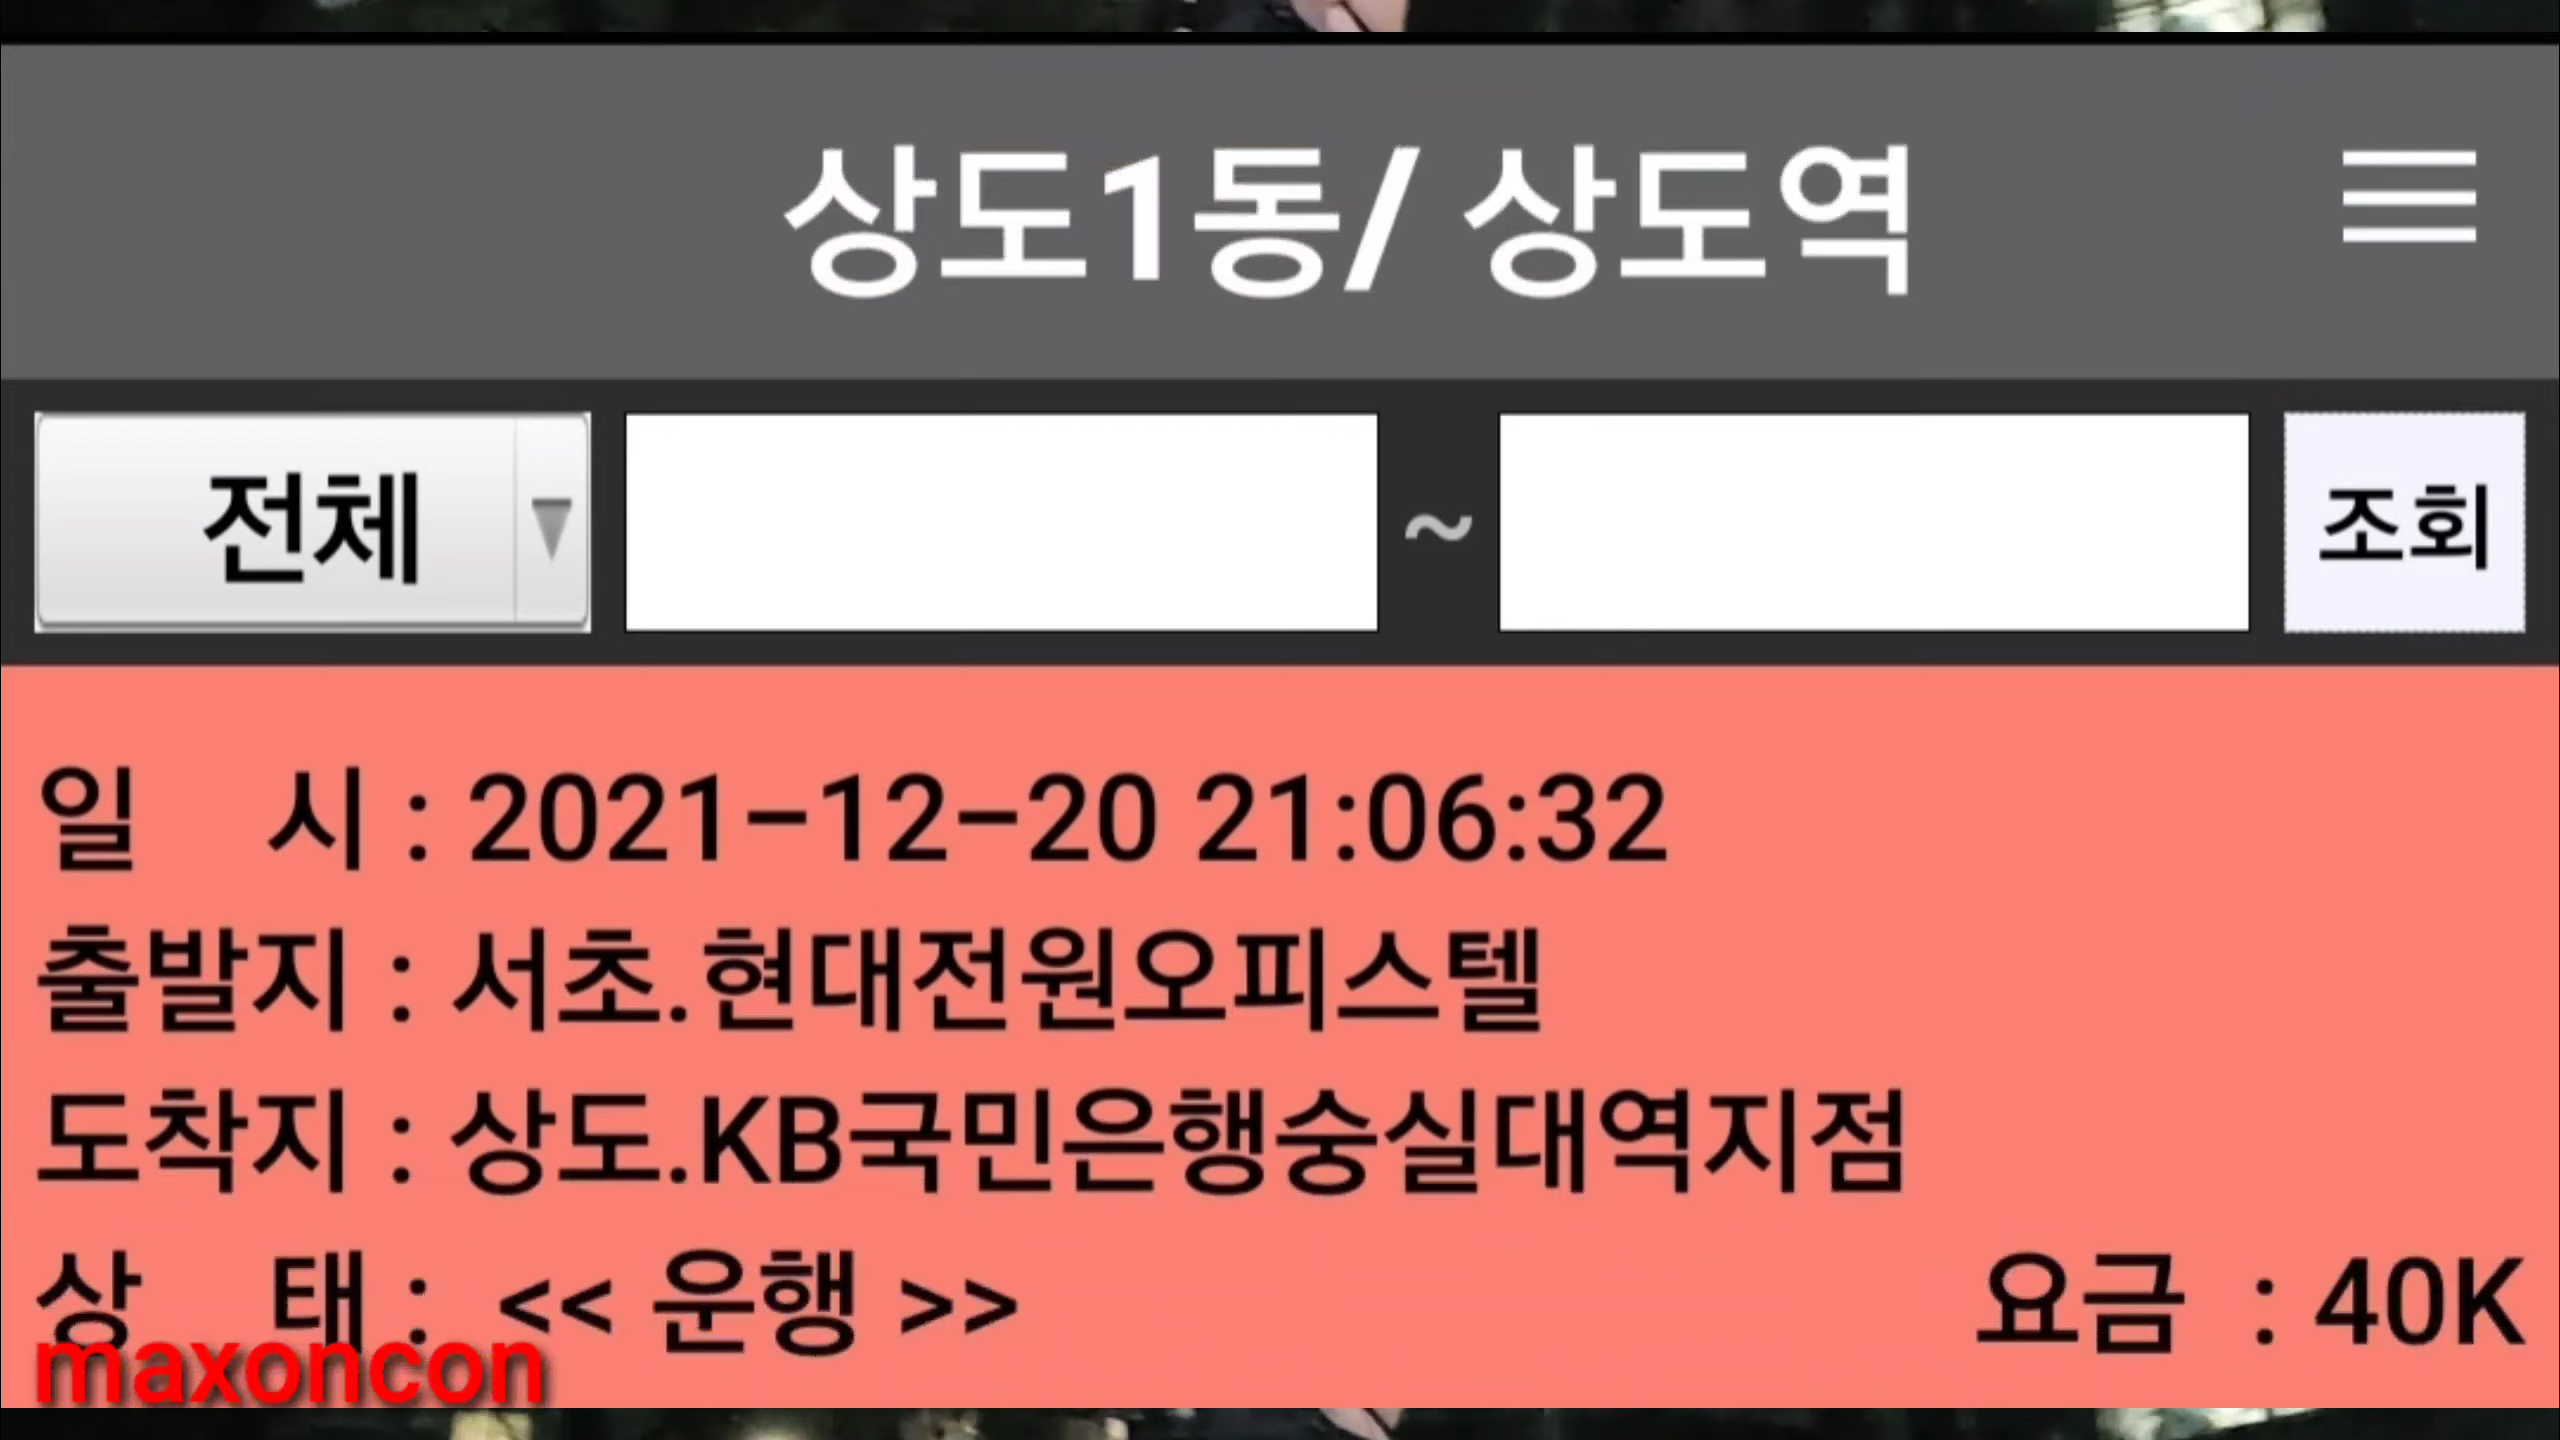 상도1동/ 상도역
전체 ~ 조회
일 시 : 2021-12-20 21:06:32
출발지 : 서초.현대전원오피스텔
도착지 : 상도.KB국민은행숭실대역지점
상 태 : << 운행 >> 요금 : 40K
maxoncon